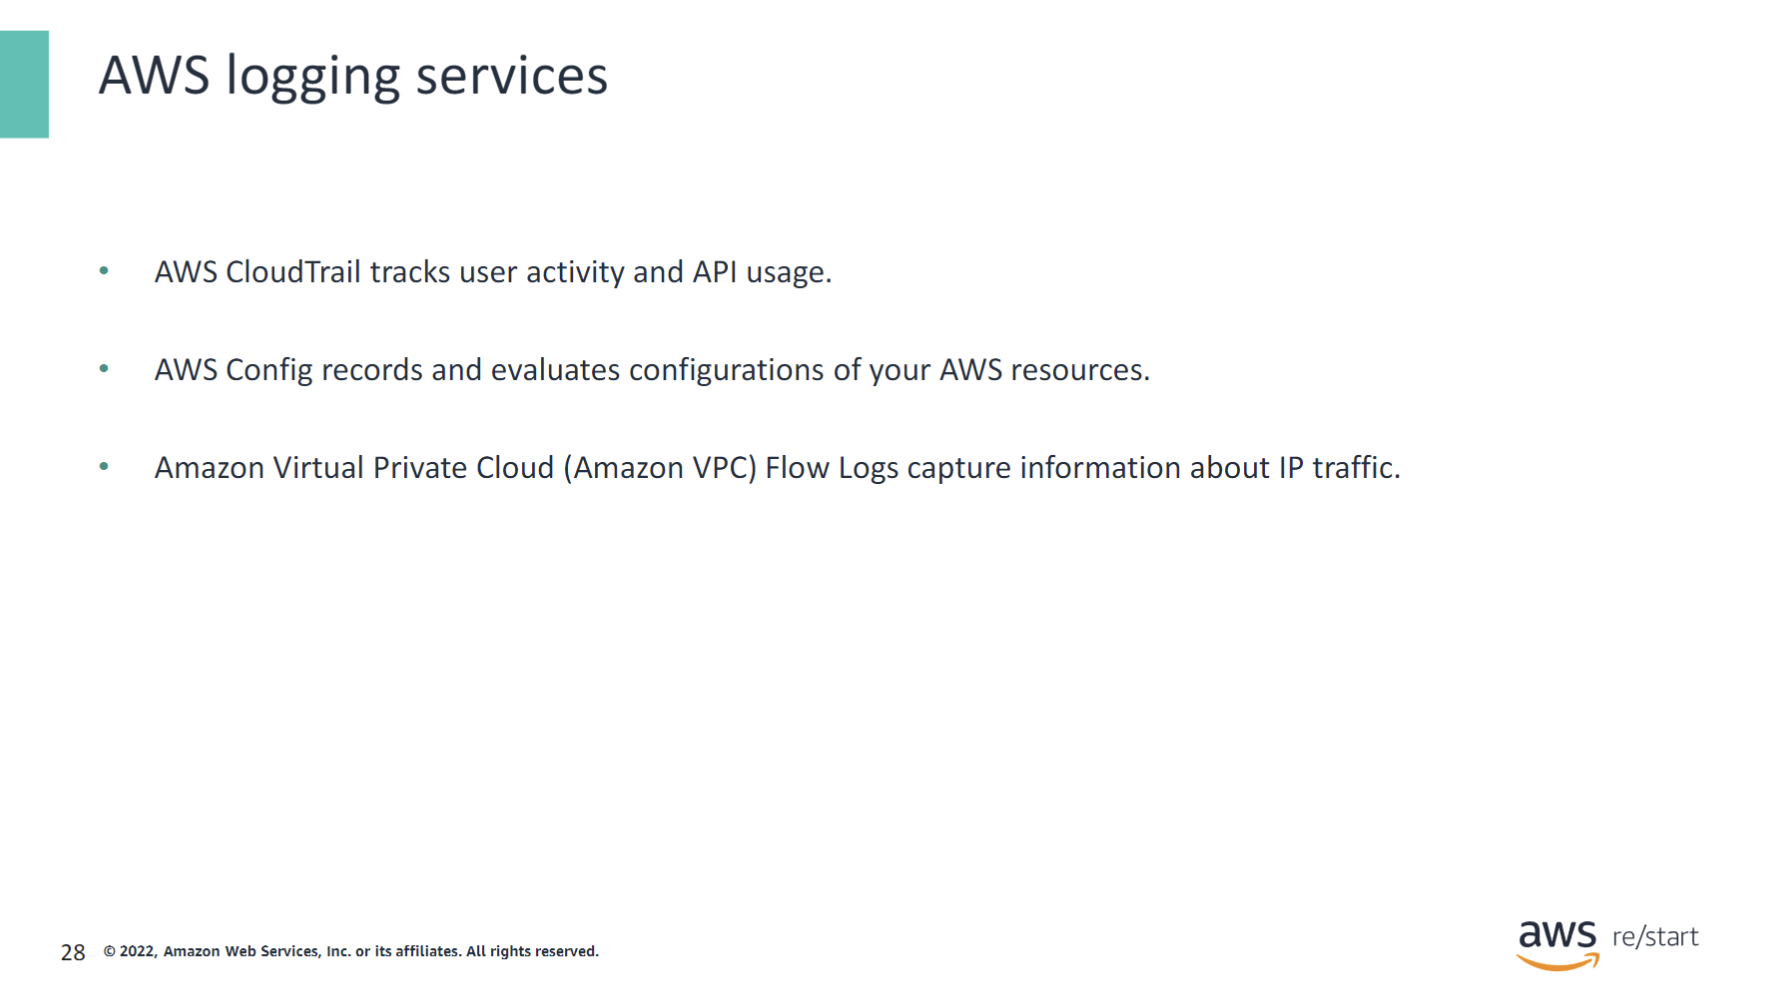 AWS logging services
• AWS CloudTrail tracks user activity and API usage.
• AWS Config records and evaluates configurations of your AWS resources.
• Amazon Virtual Private Cloud (Amazon VPC) Flow Logs capture information about IP traffic.
28 © 2022, Amazon Web Services, Inc. or its affiliates. All rights reserved.
aws re/start